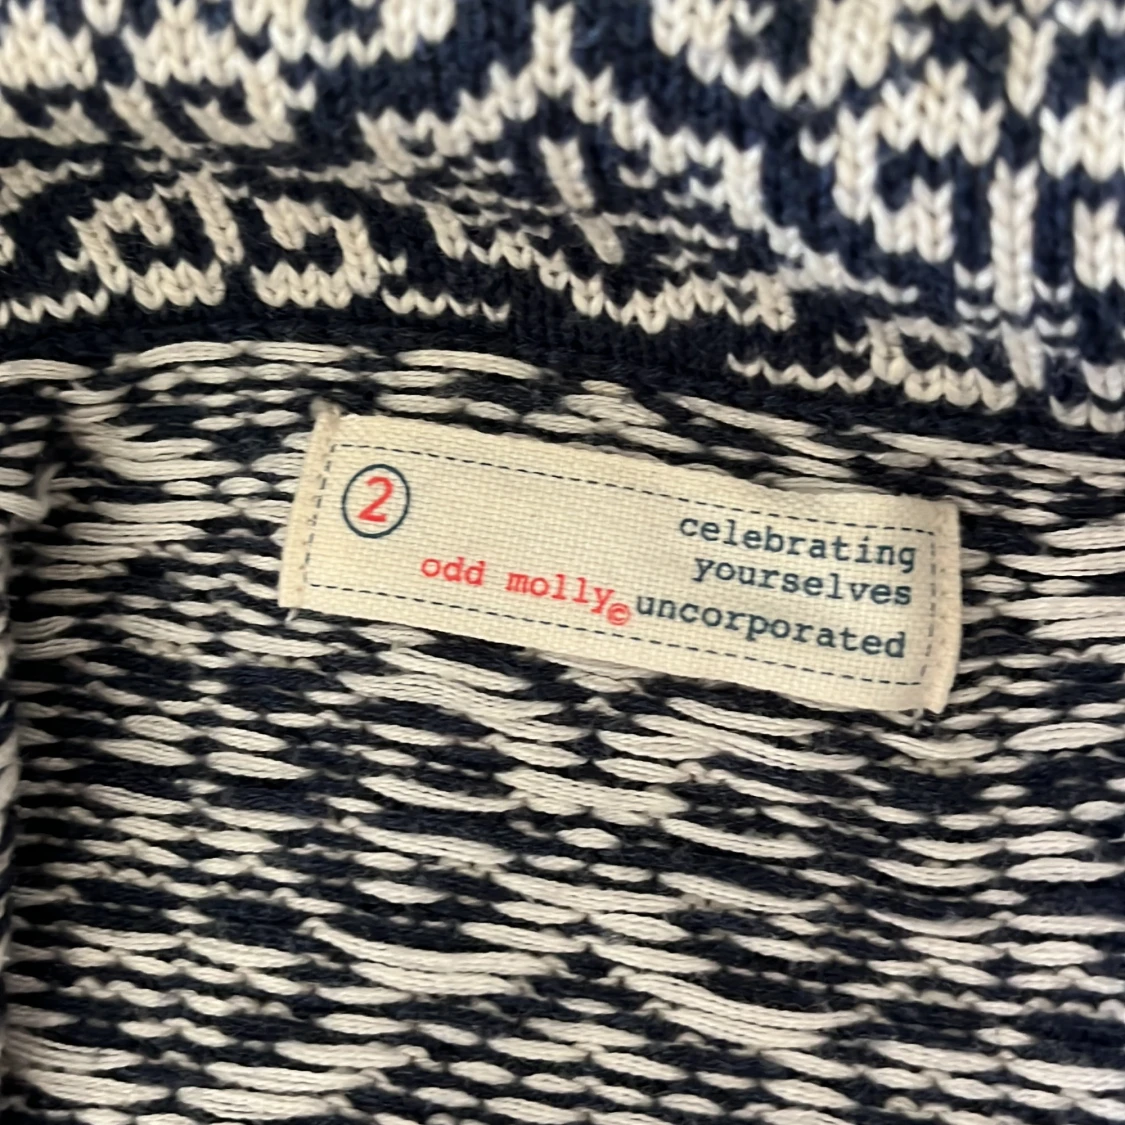 2
celebrating
yourselves
odd molly© uncorporated